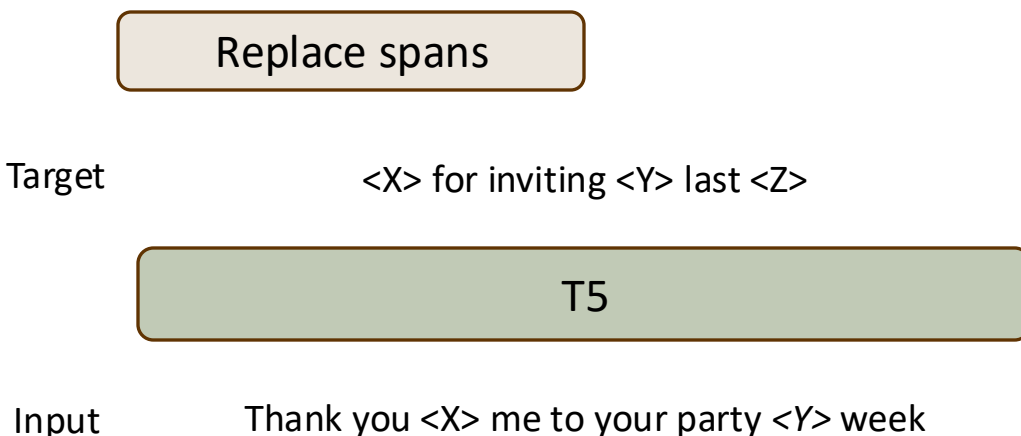 Replace spans
Target <X> for inviting <Y> last <Z>
T5
Input Thank you <X> me to your party <Y> week